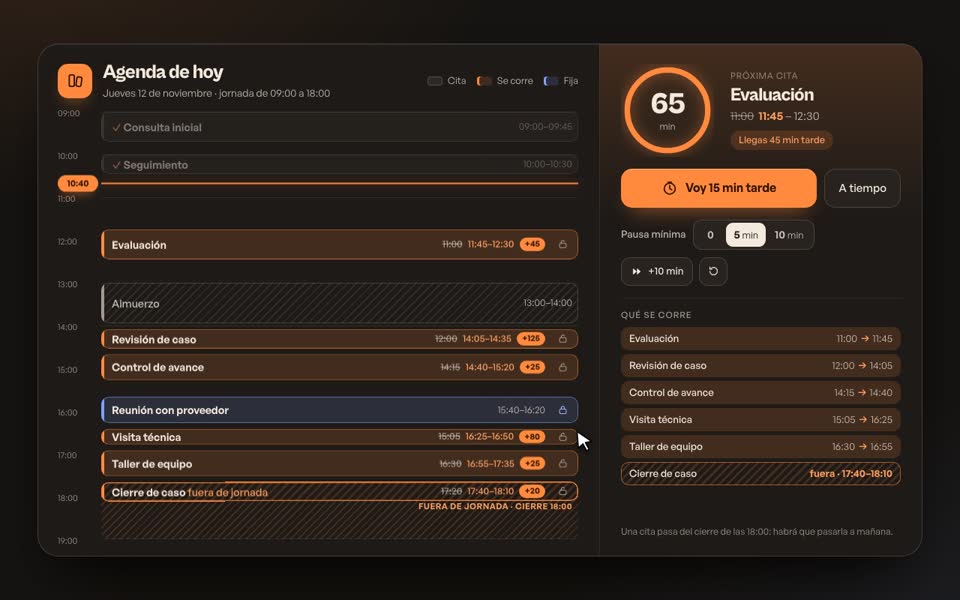 Agenda de hoy
Jueves 12 de noviembre · jornada de 09:00 a 18:00
Cita Se corre Fija
09:00
Consulta inicial 09:00–09:45
10:00
Seguimiento 10:00–10:30
10:40
11:00
12:00
Evaluación 11:00 11:45–12:30 +45
13:00
Almuerzo 13:00–14:00
14:00
Revisión de caso 12:00 14:05–14:35 +125
Control de avance 14:15 14:40–15:20 +25
15:00
16:00
Reunión con proveedor 15:40–16:20
Visita técnica 15:05 16:25–16:50 +80
17:00
Taller de equipo 16:30 16:55–17:35 +25
18:00
Cierre de caso fuera de jornada 17:20 17:40–18:10 +20
FUERA DE JORNADA · CIERRE 18:00
19:00
65
min
PRÓXIMA CITA
Evaluación
11:00 11:45 – 12:30
Llegas 45 min tarde
Voy 15 min tarde
A tiempo
Pausa mínima 0 5 min 10 min
+10 min
QUÉ SE CORRE
Evaluación 11:00 → 11:45
Revisión de caso 12:00 → 14:05
Control de avance 14:15 → 14:40
Visita técnica 15:05 → 16:25
Taller de equipo 16:30 → 16:55
Cierre de caso fuera · 17:40–18:10
Una cita pasa del cierre de las 18:00: habrá que pasarla a mañana.